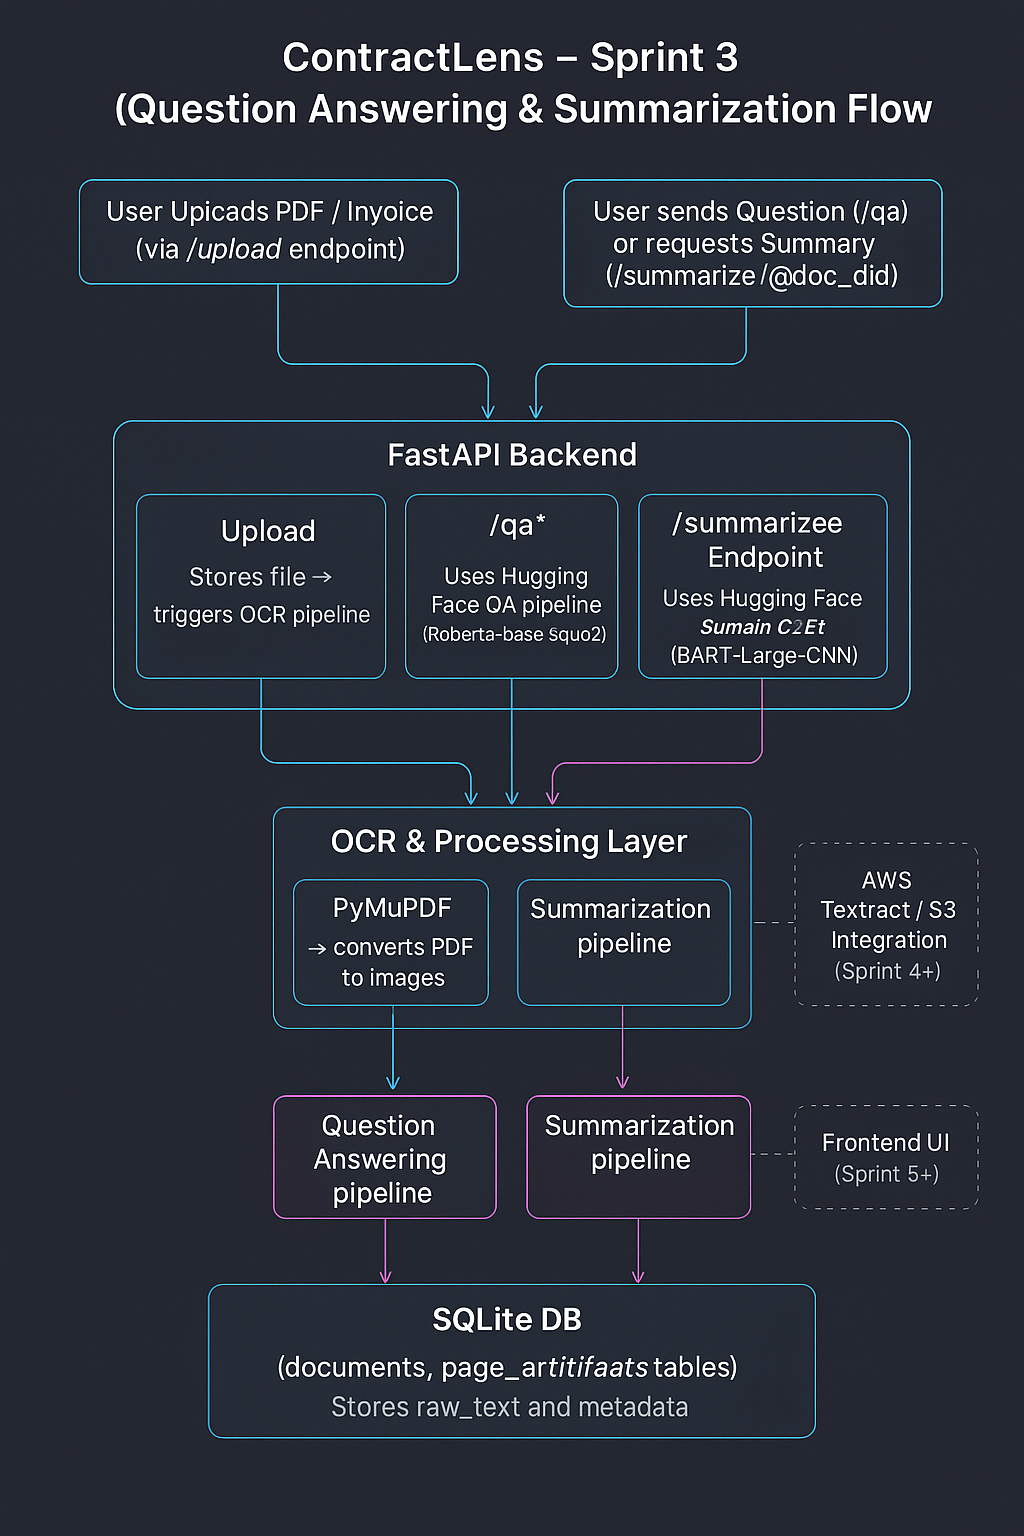 ContractLens – Sprint 3
(Question Answering & Summarization Flow
User Upicads PDF / Inyoice
(via /upload endpoint)
User sends Question (/qa)
or requests Summary
(/summarize/@doc_did)
FastAPI Backend
Upload
Stores file →
triggers OCR pipeline
/qa*
Uses Hugging
Face QA pipeline
(Roberta-base Squo2)
/summarizee
Endpoint
Uses Hugging Face
Sumain C2Et
(BART-Large-CNN)
OCR & Processing Layer
PyMuPDF
→ converts PDF
to images
Summarization
pipeline
AWS
Textract / S3
Integration
(Sprint 4+)
Question
Answering
pipeline
Summarization
pipeline
Frontend UI
(Sprint 5+)
SQLite DB
(documents, page_artitifaats tables)
Stores raw_text and metadata